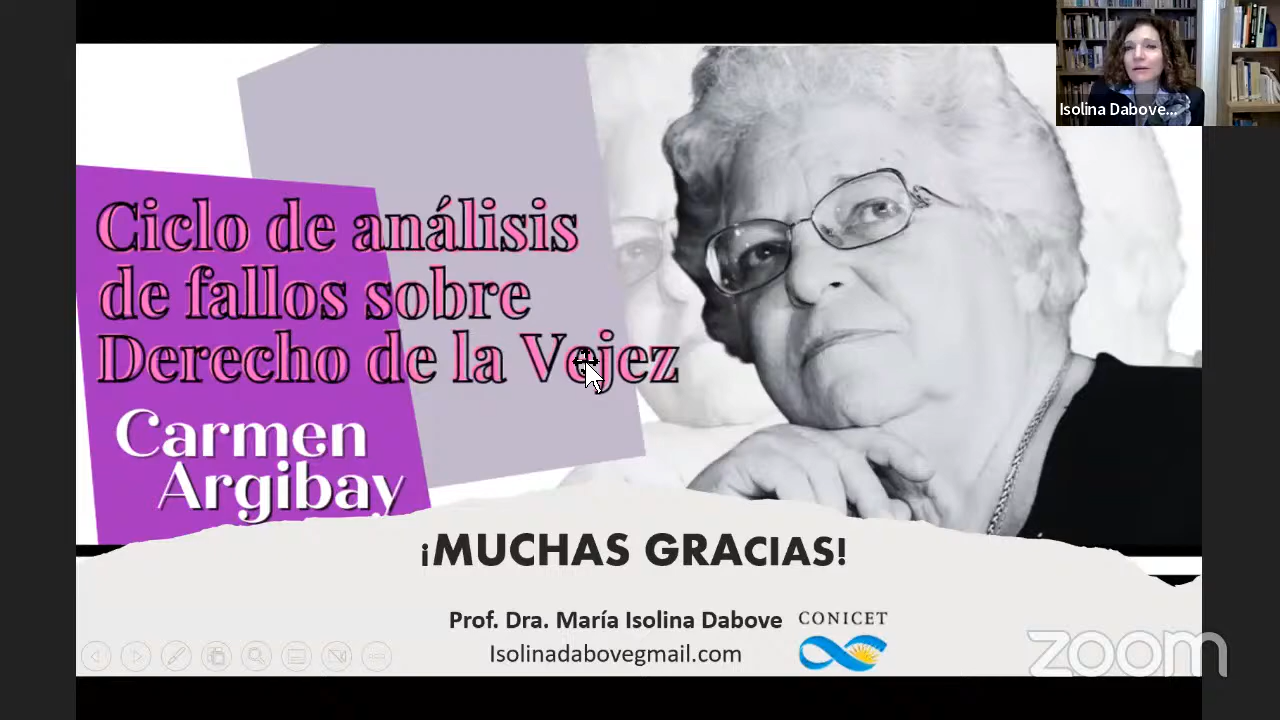 Ciclo de análisis
de fallos sobre
Derecho de la Vejez
Carmen
Argibay
¡MUCHAS GRACIAS!
Prof. Dra. María Isolina Dabove
Isolinadabovegmail.com
CONICET
Isolina Dabove...
zoom